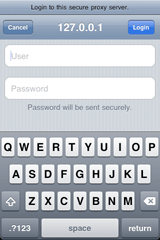 Login to this secure proxy server.
Cancel 127.0.0.1 Login
User
Password
Password will be sent securely.
Q W E R T Y U I O P
A S D F G H J K L
Z X C V B N M
.?123 space return